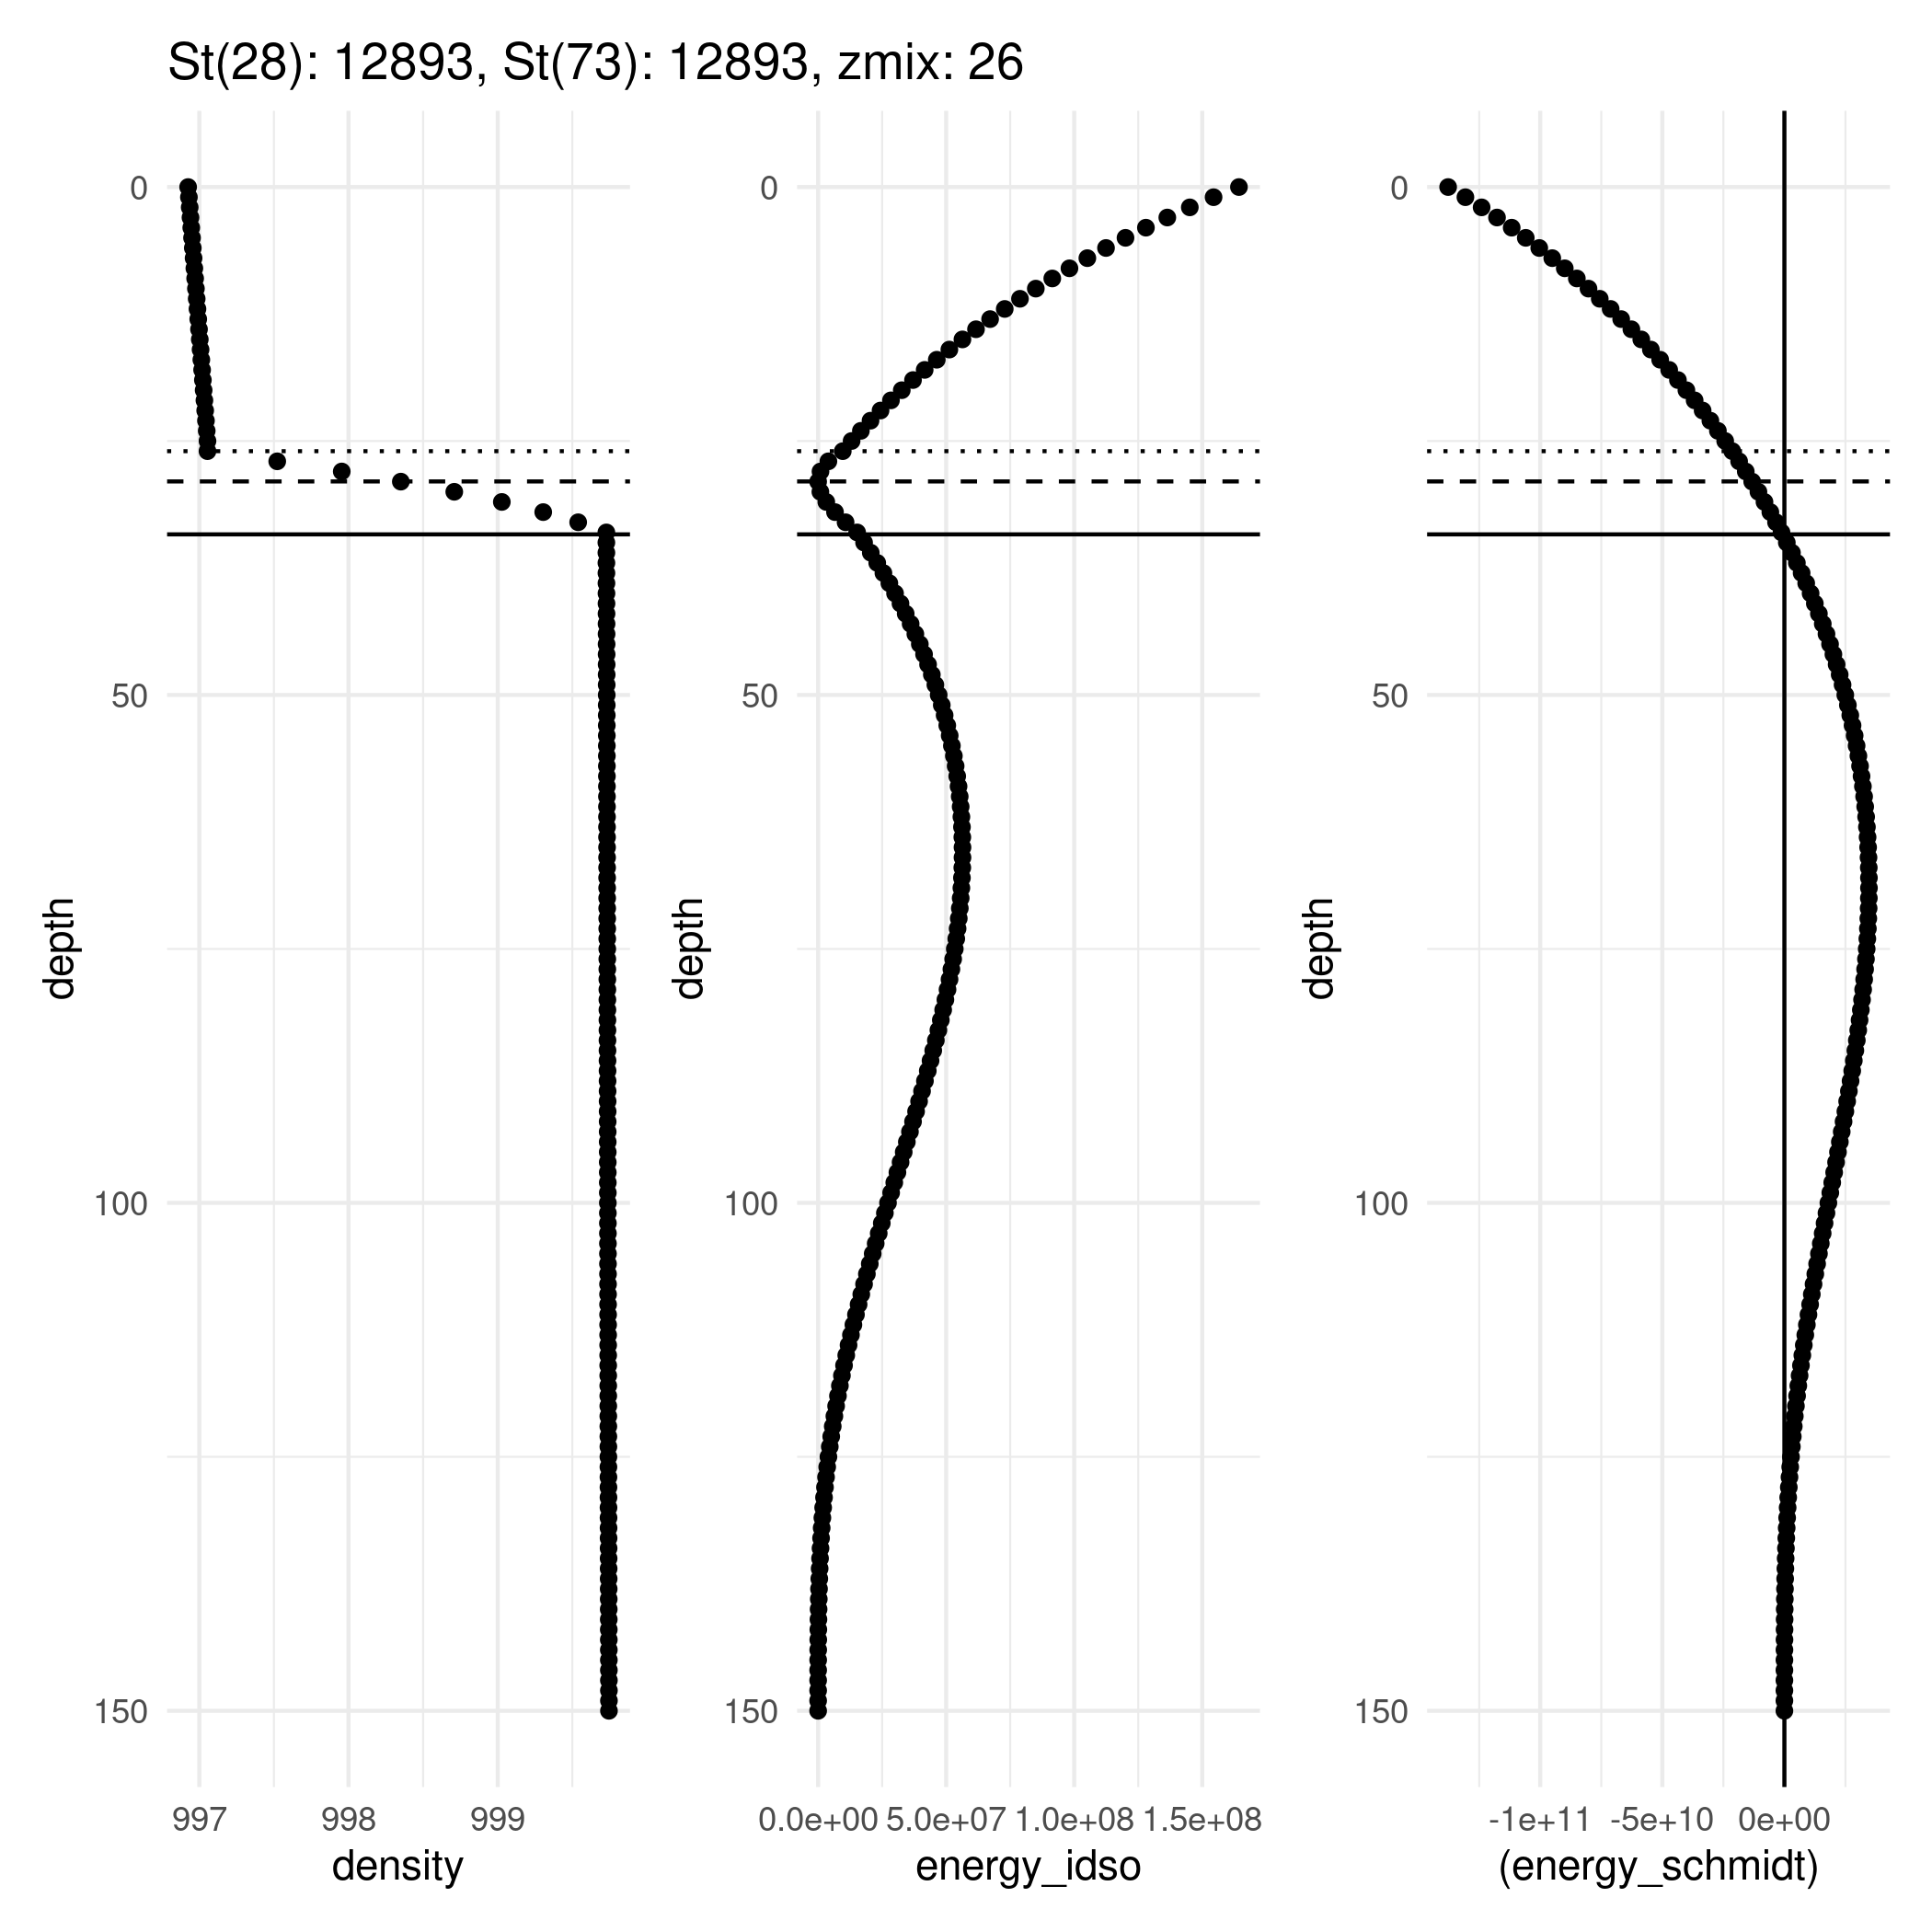 St(28): 12893, St(73): 12893, zmix: 26
0
50
100
150
depth
997 998 999
density
0
50
100
150
depth
0.0e+00 5.0e+07 1.0e+08 1.5e+08
energy_idso
0
50
100
150
depth
-1e+11 -5e+10 0e+00
(energy_schmidt)